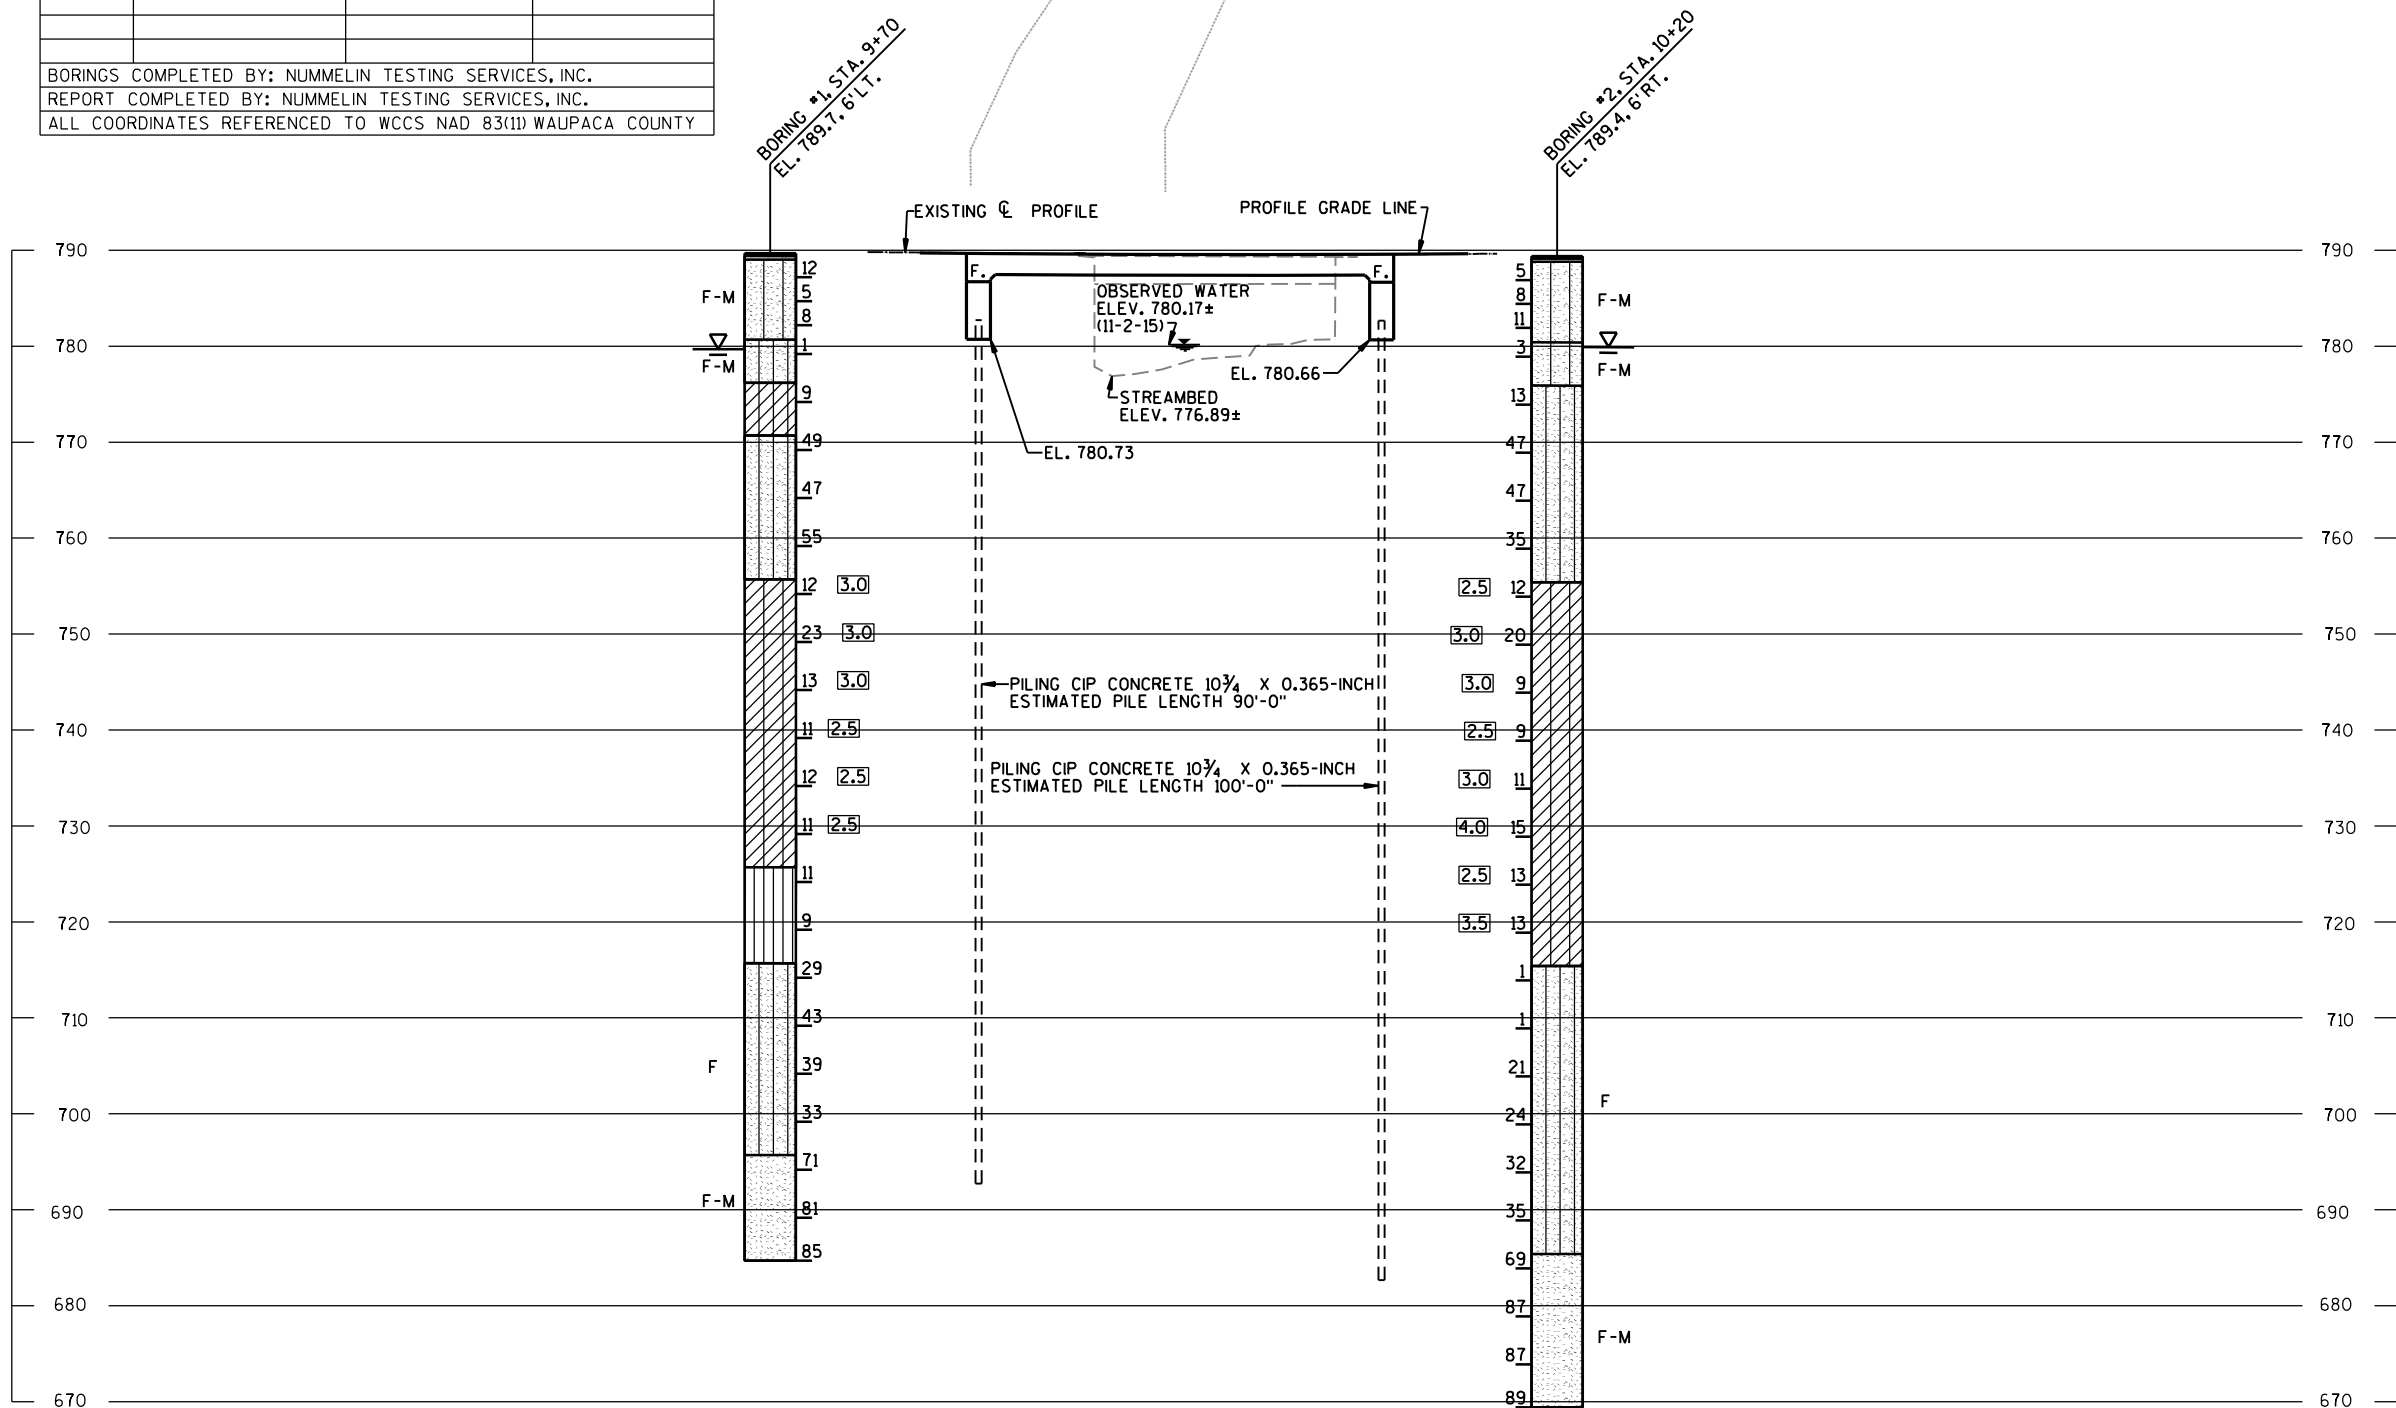 BORINGS COMPLETED BY: NUMMELIN TESTING SERVICES, INC.
REPORT COMPLETED BY: NUMMELIN TESTING SERVICES, INC.
ALL COORDINATES REFERENCED TO WCCS NAD 83(11) WAUPACA COUNTY
BORING #1, STA. 9+70
EL. 789.7, 6' LT.
BORING #2, STA. 10+20
EL. 789.4, 6' RT.
EXISTING ℄ PROFILE
PROFILE GRADE LINE
790
780
770
760
750
740
730
720
710
700
690
680
670
F-M
F-M
F
F-M
12
5
8
1
9
49
47
55
12 3.0
23 3.0
13 3.0
11 2.5
12 2.5
11 2.5
11
9
29
43
39
33
71
81
85
F.
F.
OBSERVED WATER
ELEV. 780.17±
(11-2-15)
EL. 780.66
STREAMBED
ELEV. 776.89±
EL. 780.73
PILING CIP CONCRETE 10¾ X 0.365-INCH
ESTIMATED PILE LENGTH 90'-0"
PILING CIP CONCRETE 10¾ X 0.365-INCH
ESTIMATED PILE LENGTH 100'-0"
5
8
11
3
13
47
47
35
2.5 12
3.0 20
3.0 9
2.5 9
3.0 11
4.0 15
2.5 13
3.5 13
1
1
21
24
32
35
69
87
87
89
F-M
F-M
F
F-M
790
780
770
760
750
740
730
720
710
700
690
680
670